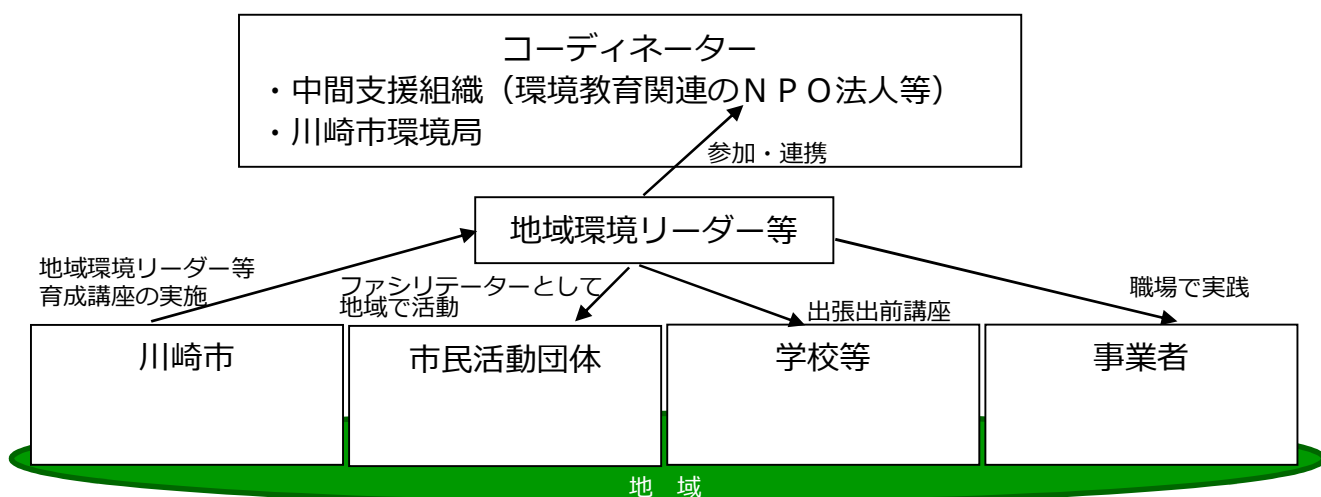 コーディネーター
・中間支援組織（環境教育関連のＮＰＯ法人等）
・川崎市環境局
参加・連携
地域環境リーダー等
地域環境リーダー等
育成講座の実施
ファシリテーターとして
地域で活動
出張出前講座
職場で実践
川崎市
市民活動団体
学校等
事業者
地　域